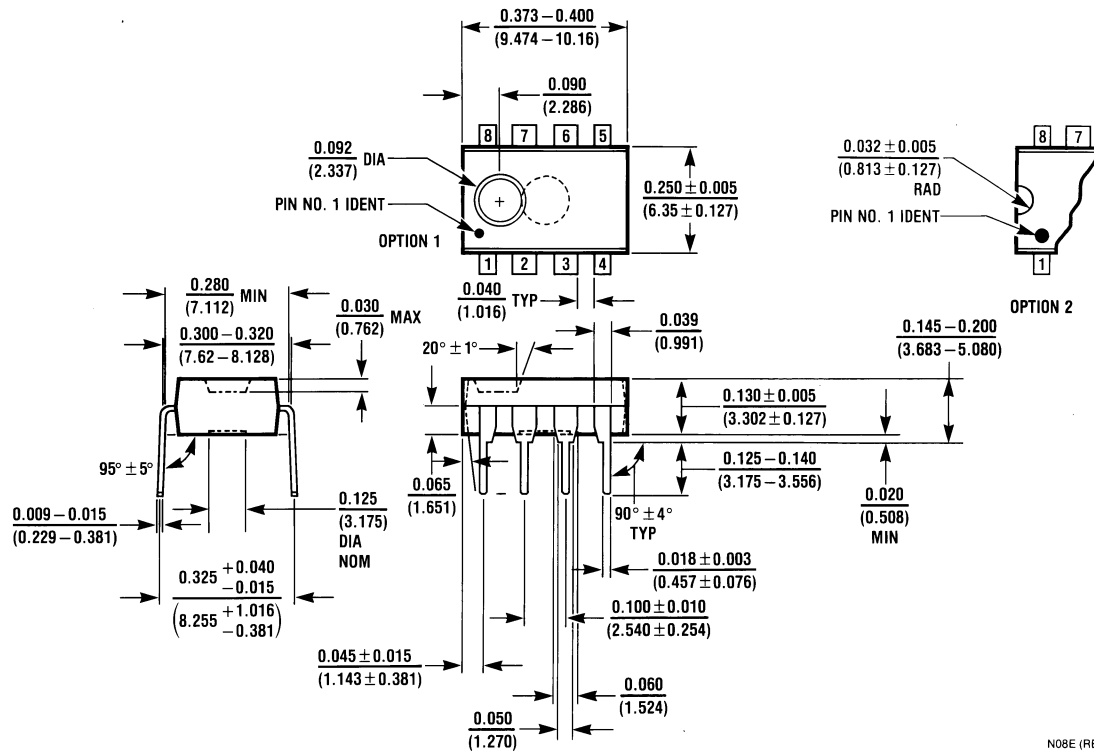 0.373 – 0.400
(9.474 – 10.16)
0.090
(2.286)
8 7 6 5
0.092 DIA
(2.337)
PIN NO. 1 IDENT
OPTION 1
1 2 3 4
0.250 ± 0.005
(6.35 ± 0.127)
0.032 ± 0.005
(0.813 ± 0.127)
RAD
PIN NO. 1 IDENT
8 7
1
OPTION 2
0.280 MIN
(7.112)
0.300 – 0.320
(7.62 – 8.128)
0.030 MAX
(0.762)
0.040 TYP
(1.016)
20° ± 1°
0.039
(0.991)
0.145 – 0.200
(3.683 – 5.080)
0.130 ± 0.005
(3.302 ± 0.127)
0.125 – 0.140
(3.175 – 3.556)
0.020
(0.508)
MIN
95° ± 5°
0.009 – 0.015
(0.229 – 0.381)
0.125
(3.175)
DIA
NOM
0.065
(1.651)
90° ± 4°
TYP
0.325 +0.040
−0.015
(8.255 +1.016
−0.381)
0.018 ± 0.003
(0.457 ± 0.076)
0.100 ± 0.010
(2.540 ± 0.254)
0.045 ± 0.015
(1.143 ± 0.381)
0.060
(1.524)
0.050
(1.270)
N08E (RE